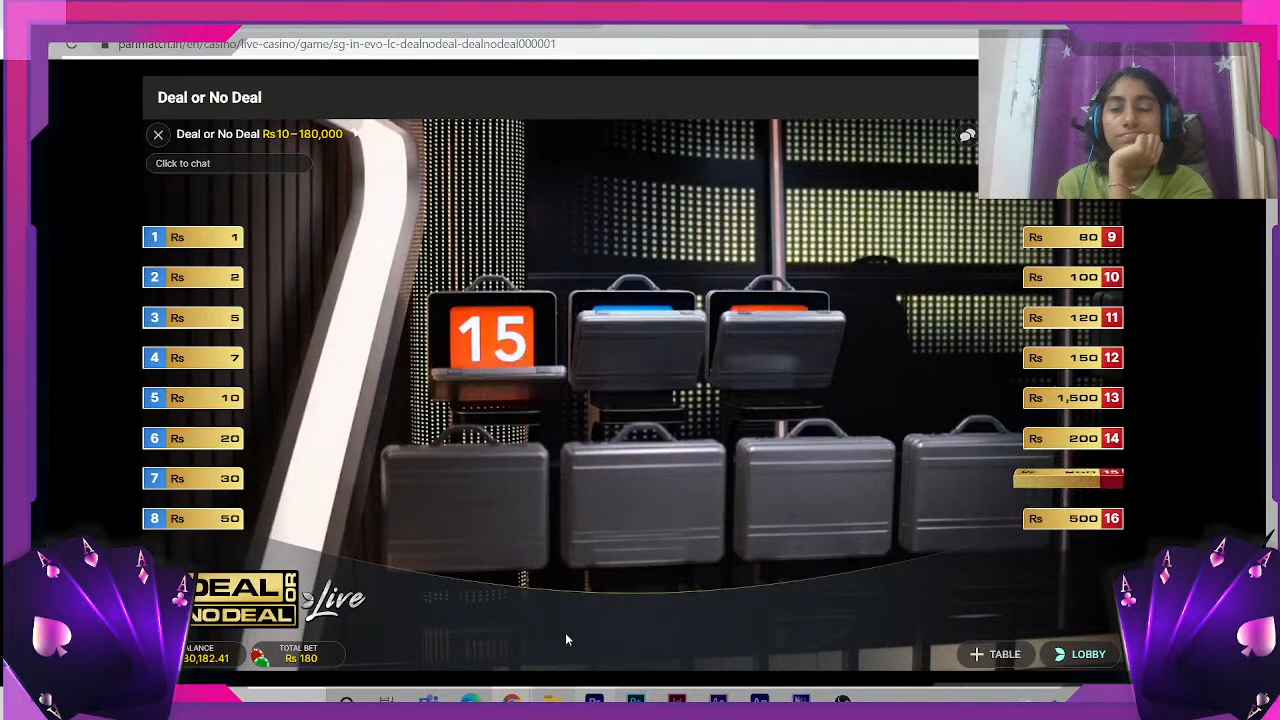 parimatch.in/en/casino/live-casino/game/sg-in-evo-lc-dealnodeal-dealnodeal000001
Deal or No Deal
Deal or No Deal Rs10–180,000
Click to chat
1 Rs 1
2 Rs 2
3 Rs 5
4 Rs 7
5 Rs 10
6 Rs 20
7 Rs 30
8 Rs 50
15
Rs 80 9
Rs 100 10
Rs 120 11
Rs 150 12
Rs 1,500 13
Rs 200 14
Rs 500 16
DEAL OR
NO DEAL
Live
TOTAL BET
Rs 180
TABLE
LOBBY